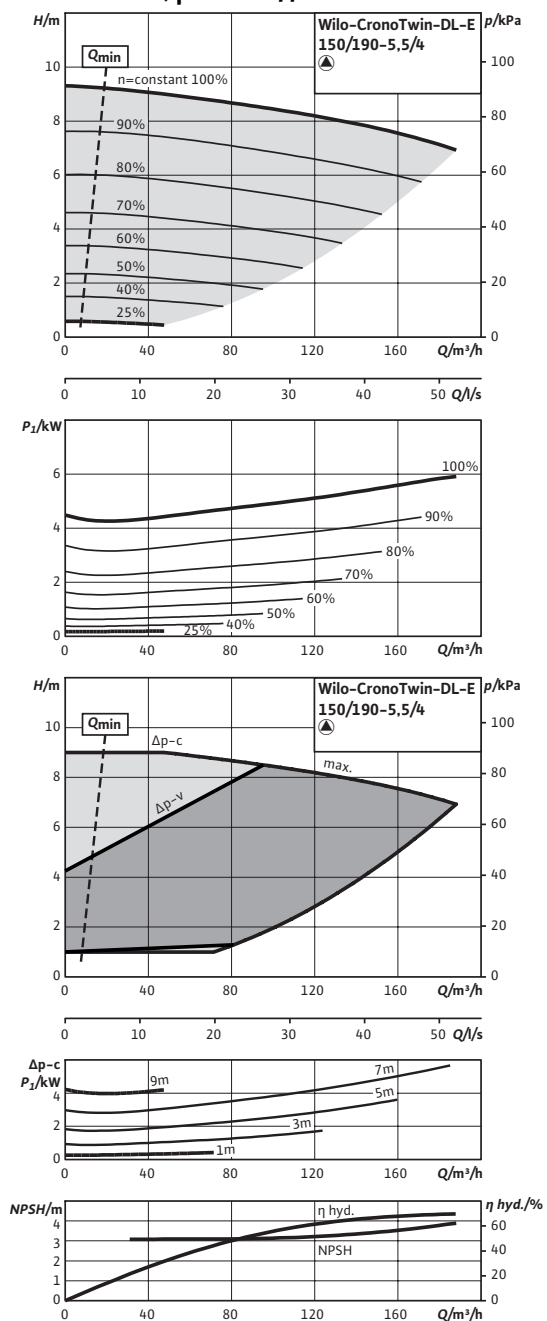 H/m
Wilo-CronoTwin-DL-E
150/190-5,5/4
p/kPa
Qmin
n=constant 100%
90%
80%
70%
60%
50%
40%
25%
10
8
6
4
2
0
100
80
60
40
20
0
0 40 80 120 160 Q/m³/h
0 10 20 30 40 50 Q/l/s
P1/kW
6
4
2
0
100%
90%
80%
70%
60%
50%
40%
25%
0 40 80 120 160 Q/m³/h
H/m
Wilo-CronoTwin-DL-E
150/190-5,5/4
p/kPa
Qmin
Δp-c
max.
Δp-v
10
8
6
4
2
0
100
80
60
40
20
0
0 40 80 120 160 Q/m³/h
0 10 20 30 40 50 Q/l/s
Δp-c
P1/kW
4
2
0
9m
7m
5m
3m
1m
0 40 80 120 160 Q/m³/h
NPSH/m
η hyd./%
4
3
2
1
0
η hyd.
NPSH
60
40
20
0
0 40 80 120 160 Q/m³/h